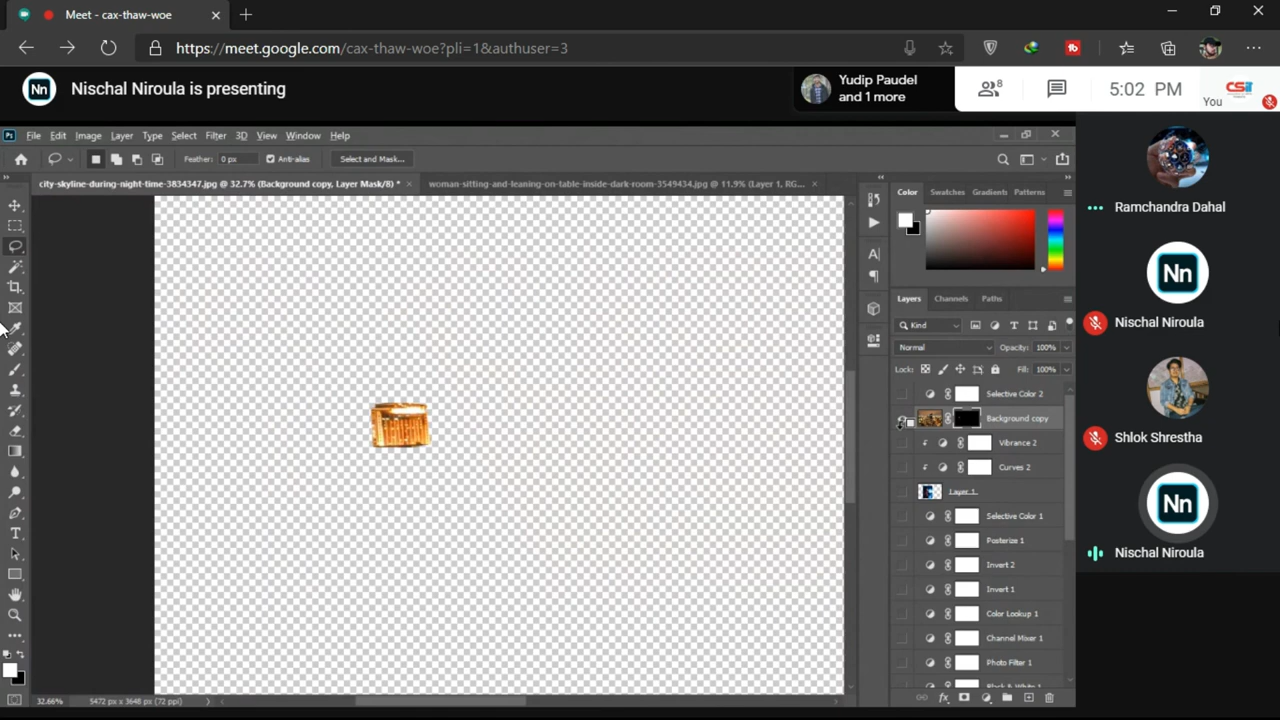 Meet - cax-thaw-woe
https://meet.google.com/cax-thaw-woe?pli=1&authuser=3
Nn
Nischal Niroula is presenting
Yudip Paudel
and 1 more
8
5:02 PM
CSIT
You
Ps
File Edit Image Layer Type Select Filter 3D View Window Help
Feather: 0 px
Anti-alias
Select and Mask...
city-skyline-during-night-time-3834347.jpg @ 32.7% (Background copy, Layer Mask/8) *
woman-sitting-and-leaning-on-table-inside-dark-room-3549434.jpg @ 11.9% (Layer 1, RG...
Color Swatches Gradients Patterns
Layers Channels Paths
Kind
Normal
Opacity: 100%
Lock:
Fill: 100%
Selective Color 2
Background copy
Vibrance 2
Curves 2
Layer 1
Selective Color 1
Posterize 1
Invert 2
Invert 1
Color Lookup 1
Channel Mixer 1
Photo Filter 1
Black & White 1
32.66%
5472 px x 3648 px (72 ppi)
Ramchandra Dahal
Nn
Nischal Niroula
Shlok Shrestha
Nn
Nischal Niroula